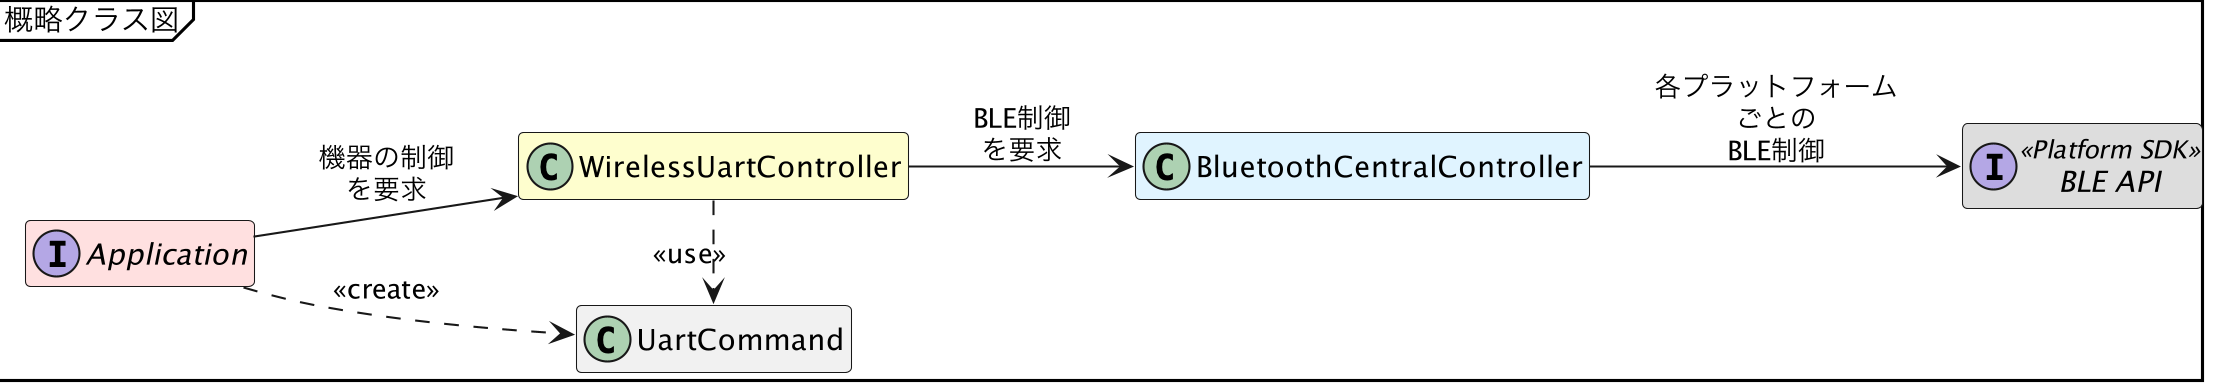 概略クラス図
機器の制御
を要求
BLE制御
を要求
各プラットフォーム
ごとの
BLE制御
I Application
C WirelessUartController
C BluetoothCentralController
I «Platform SDK»
BLE API
«use»
«create»
C UartCommand